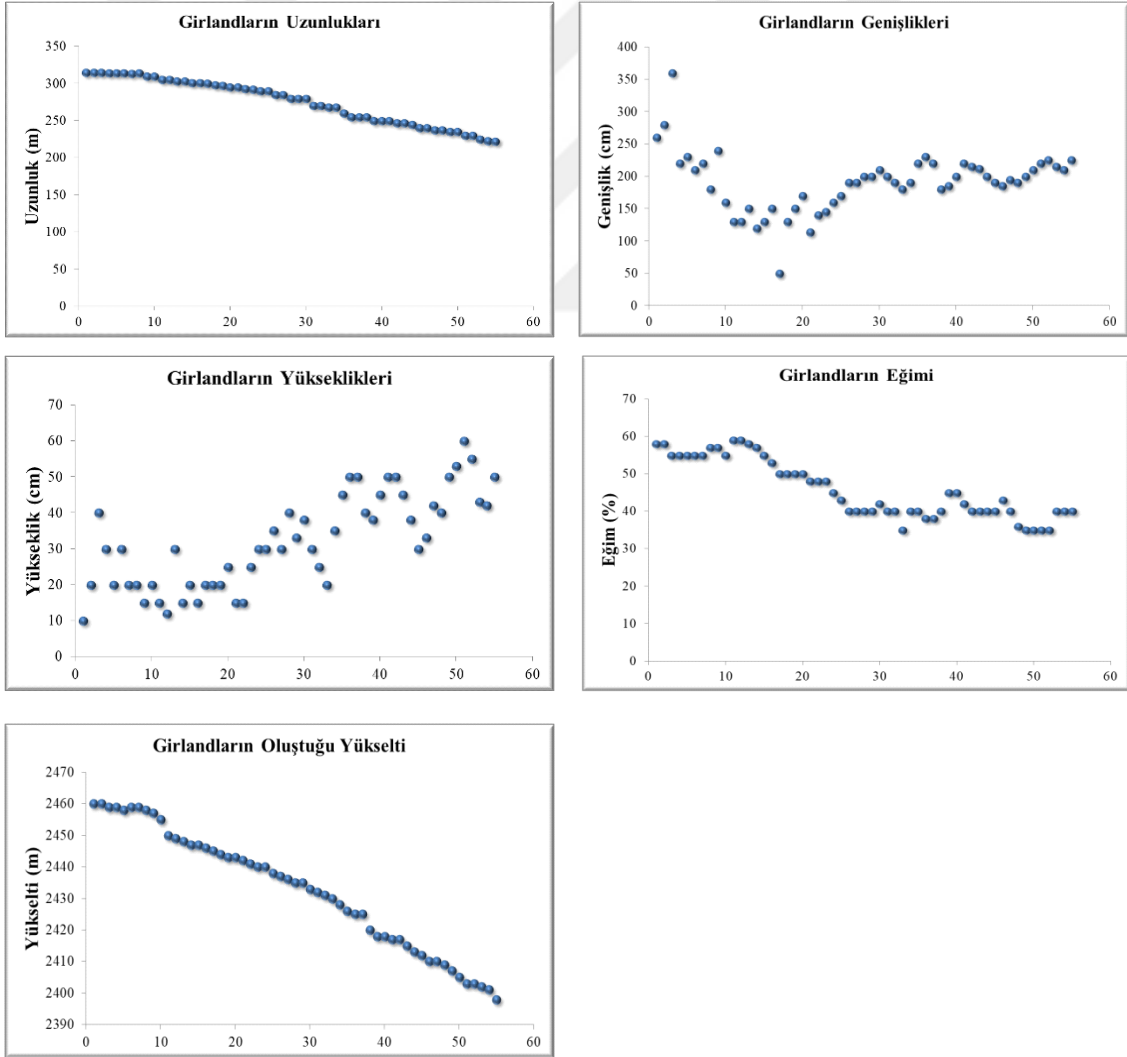 Girlandların Uzunlukları
Uzunluk (m)
350
300
250
200
150
100
50
0
0 10 20 30 40 50 60
Girlandların Genişlikleri
Genişlik (cm)
400
350
300
250
200
150
100
50
0
0 10 20 30 40 50 60
Girlandların Yükseklikleri
Yükseklik (cm)
70
60
50
40
30
20
10
0
0 10 20 30 40 50 60
Girlandların Eğimi
Eğim (%)
70
60
50
40
30
20
10
0
0 10 20 30 40 50 60
Girlandların Oluştuğu Yükselti
Yükselti (m)
2470
2460
2450
2440
2430
2420
2410
2400
2390
0 10 20 30 40 50 60